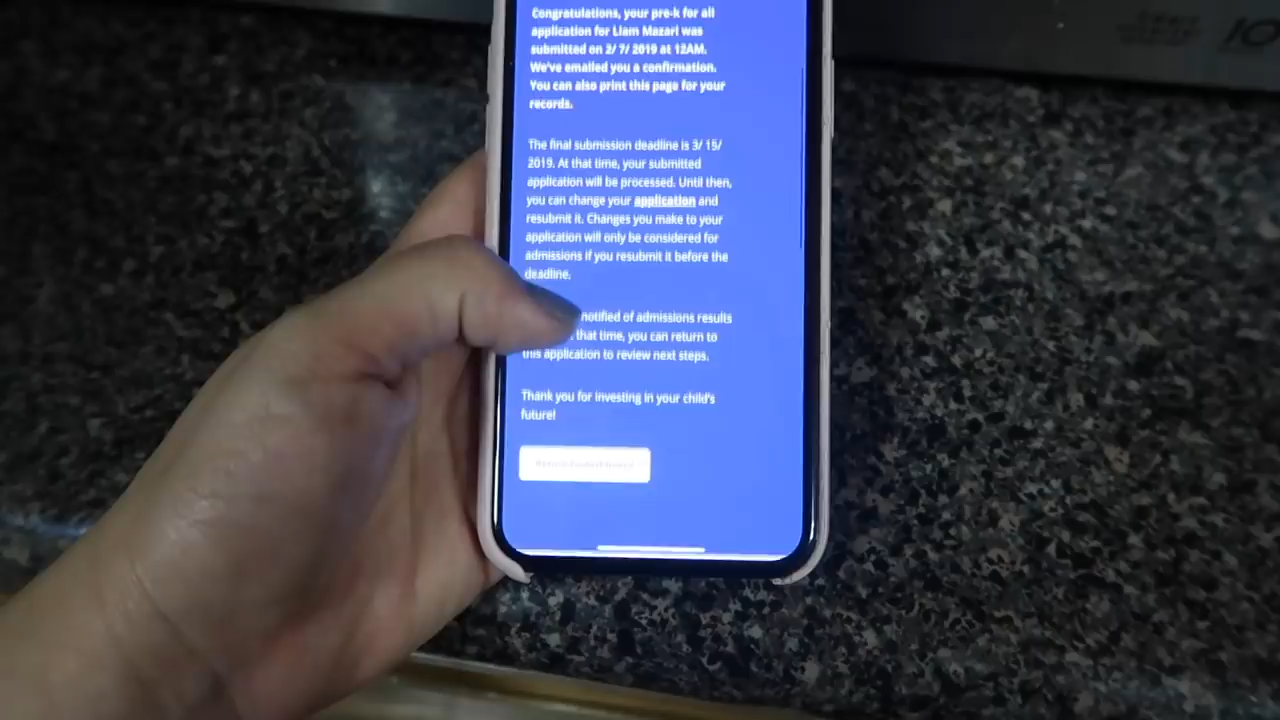 Congratulations, your pre-k for all
application for Liam Mazari was
submitted on 2/ 7/ 2019 at 12AM.
We've emailed you a confirmation.
You can also print this page for your
records.
The final submission deadline is 3/ 15/
2019. At that time, your submitted
application will be processed. Until then,
you can change your application and
resubmit it. Changes you make to your
application will only be considered for
admissions if you resubmit it before the
deadline.
notified of admissions results
that time, you can return to
this application to review next steps.
Thank you for investing in your child's
future!
10